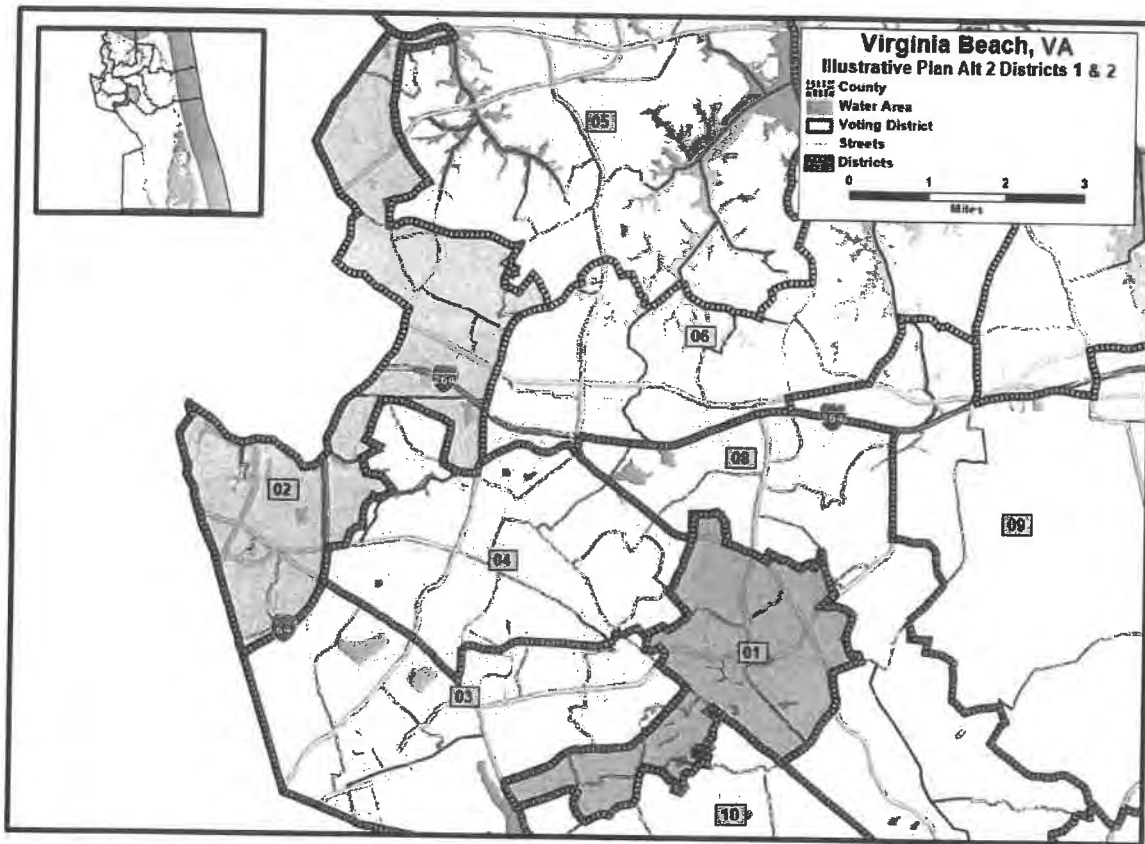 Virginia Beach, VA
Illustrative Plan Alt 2 Districts 1 & 2
County
Water Area
Voting District
Streets
Districts
0 1 2 3
Miles
05
06
02
08
04
09
01
03
10